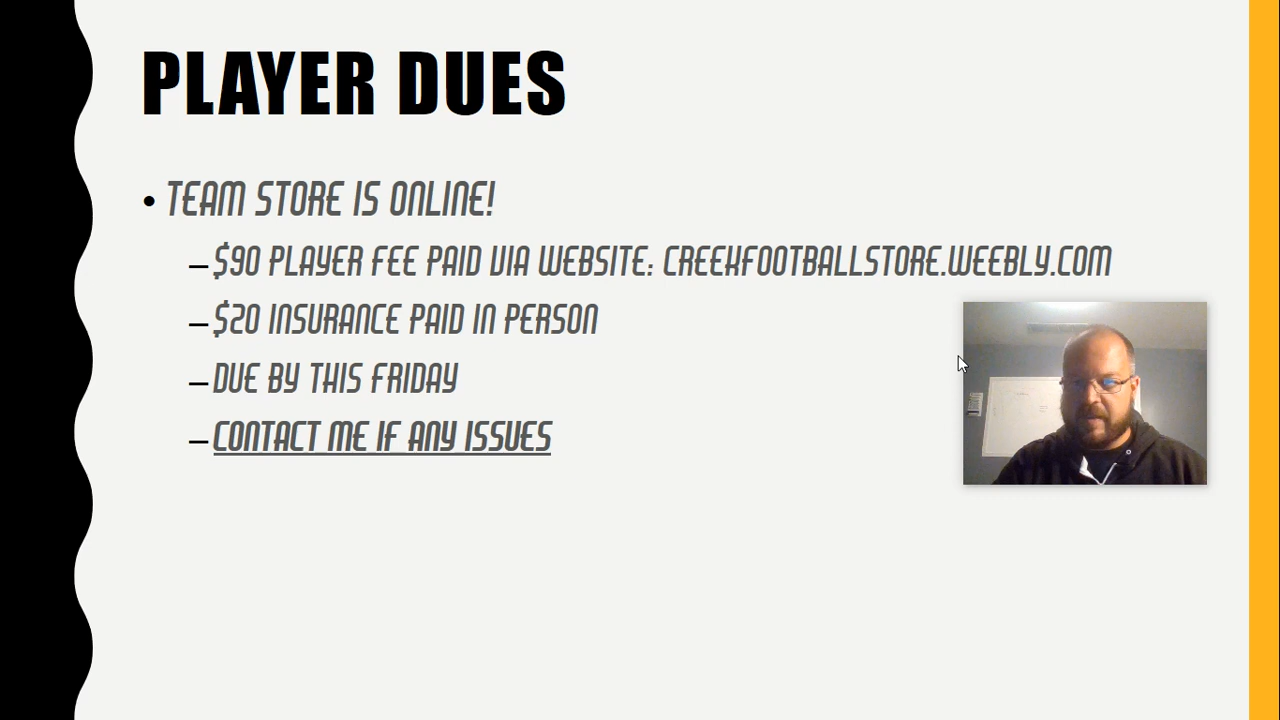 PLAYER DUES
• TEAM STORE IS ONLINE!
– $90 PLAYER FEE PAID VIA WEBSITE: CREEKFOOTBALLSTORE.WEEBLY.COM
– $20 INSURANCE PAID IN PERSON
– DUE BY THIS FRIDAY
– CONTACT ME IF ANY ISSUES